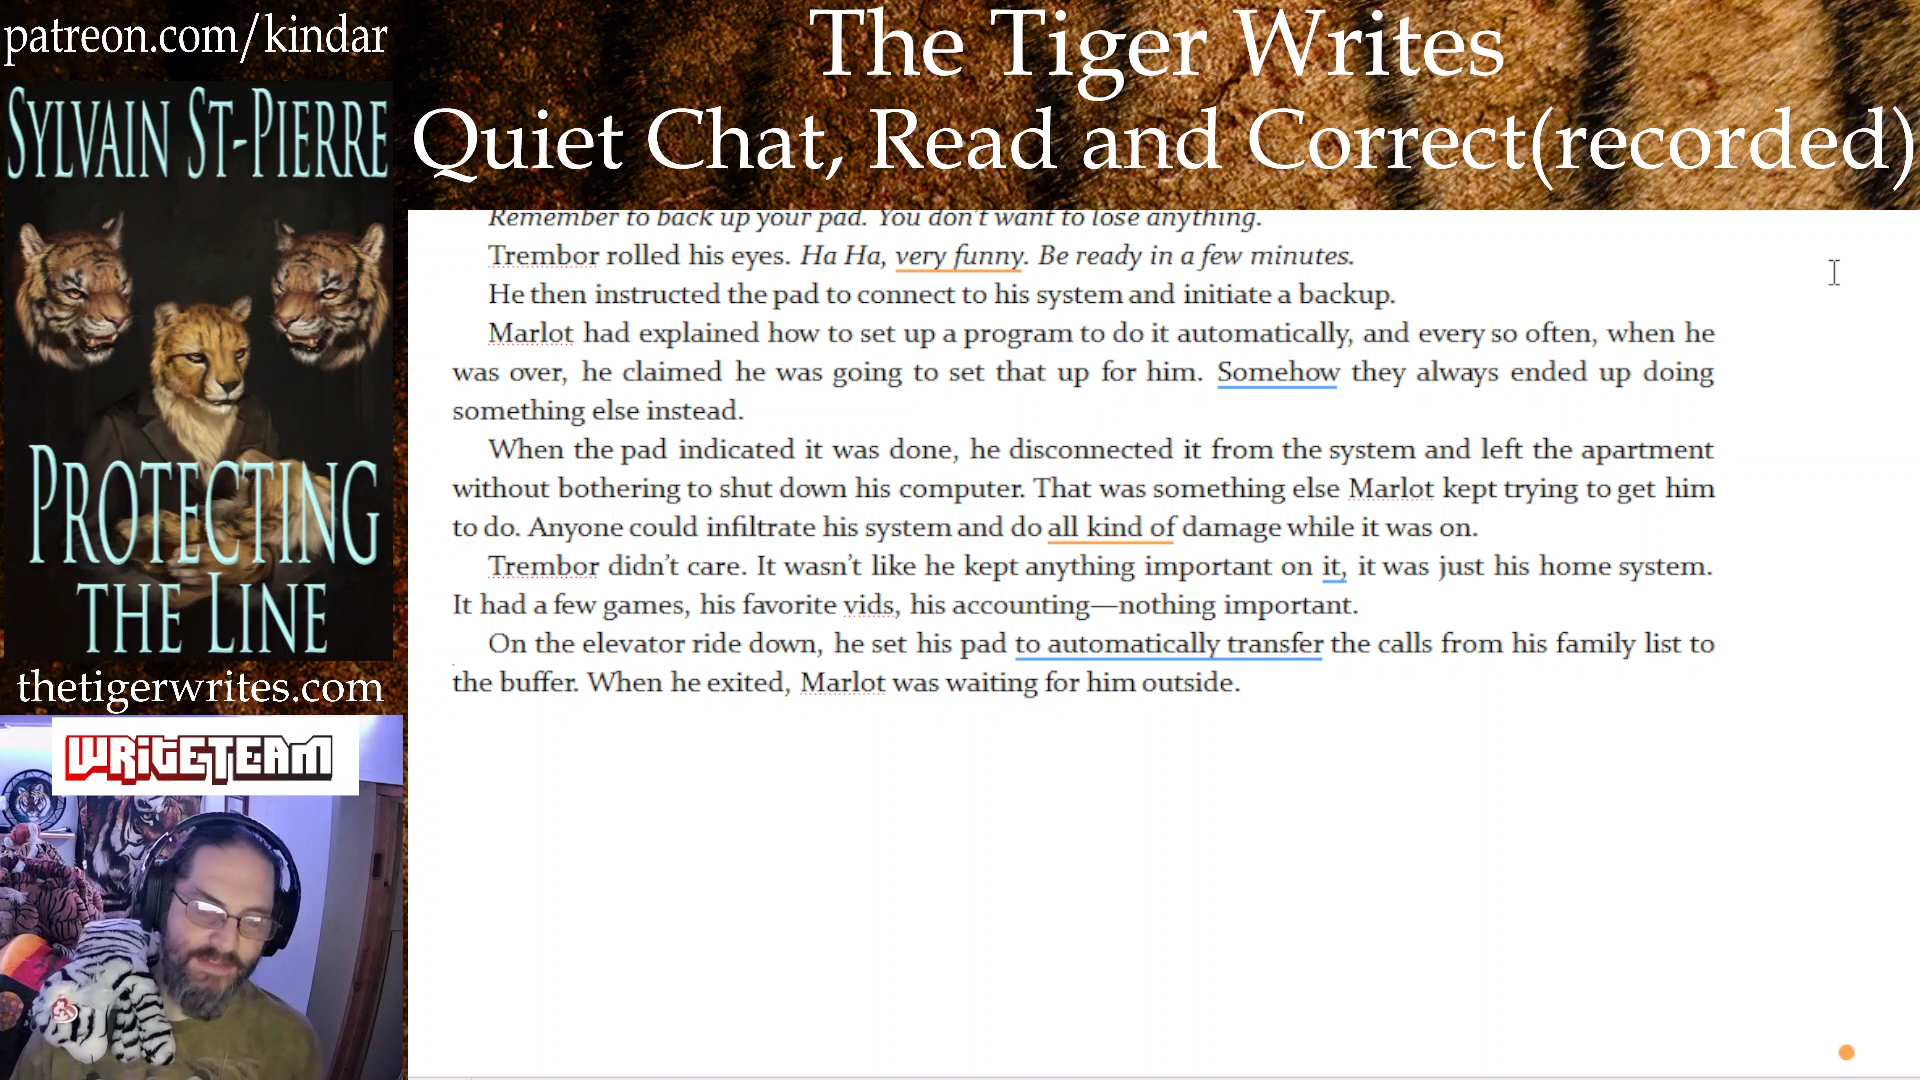 patreon.com/kindar
SYLVAIN ST-PIERRE
PROTECTING
THE LINE
thetigerwrites.com
WRITETEAM
The Tiger Writes
Quiet Chat, Read and Correct(recorded)
Remember to back up your pad. You don't want to lose anything.
Trembor rolled his eyes. Ha Ha, very funny. Be ready in a few minutes.
He then instructed the pad to connect to his system and initiate a backup.
Marlot had explained how to set up a program to do it automatically, and every so often, when he
was over, he claimed he was going to set that up for him. Somehow they always ended up doing
something else instead.
When the pad indicated it was done, he disconnected it from the system and left the apartment
without bothering to shut down his computer. That was something else Marlot kept trying to get him
to do. Anyone could infiltrate his system and do all kind of damage while it was on.
Trembor didn’t care. It wasn’t like he kept anything important on it, it was just his home system.
It had a few games, his favorite vids, his accounting—nothing important.
On the elevator ride down, he set his pad to automatically transfer the calls from his family list to
the buffer. When he exited, Marlot was waiting for him outside.